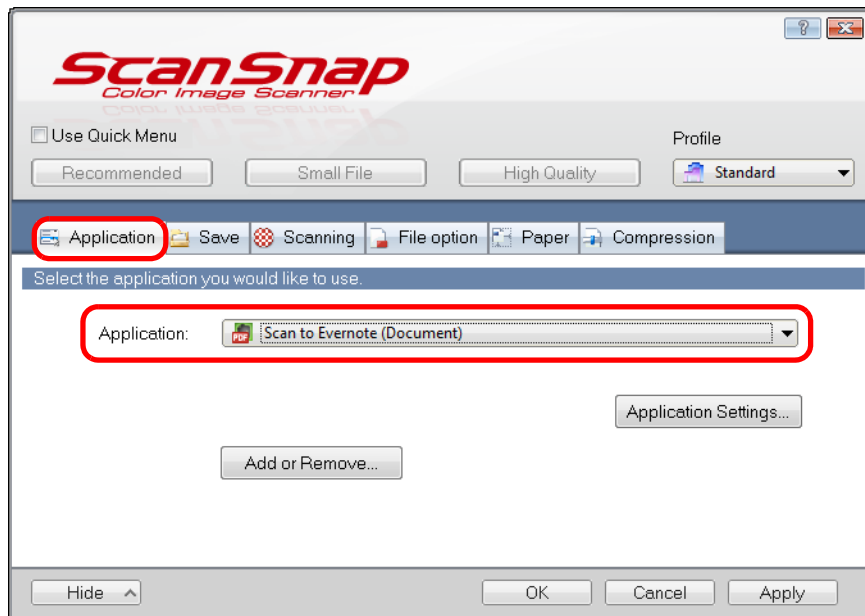 ScanSnap
Color Image Scanner
Use Quick Menu
Profile
Recommended Small File High Quality Standard
Application Save Scanning File option Paper Compression
Select the application you would like to use.
Application: PDF Scan to Evernote (Document)
Application Settings...
Add or Remove...
Hide OK Cancel Apply